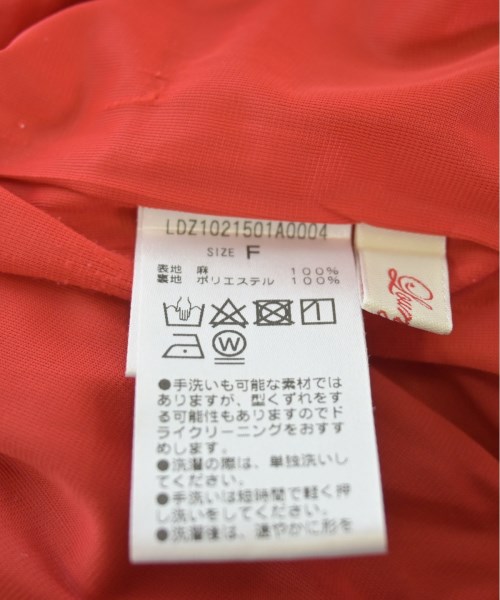 LDZ1021501A0004
SIZE F
表地 麻 100%
裏地 ポリエステル 100%
W
●手洗いも可能な素材では
ありますが、型くずれをす
る可能性もありますのでド
ライクリーニングをおすす
めします。
●洗濯の際は、単独洗いし
てください。
●手洗いは短時間で軽く押
し洗いをしてください。
●洗濯後は、速やかに形を